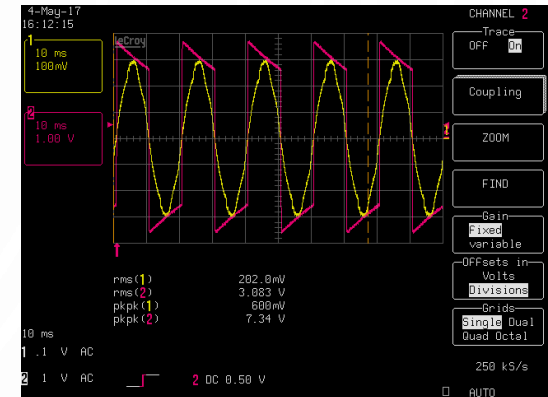 4-May-17
16:12:15
LeCroy
1
10 ms
100mV
2
10 ms
1.00 V
rms(1) 202.0mV
rms(2) 3.083 V
pkpk(1) 600mV
pkpk(2) 7.34 V
10 ms
1 .1 V AC
2 1 V AC
2 DC 0.50 V
CHANNEL 2
Trace
OFF On
Coupling
ZOOM
FIND
Gain
Fixed
variable
OFFsets in
Volts
Divisions
Grids
Single Dual
Quad Octal
250 kS/s
AUTO